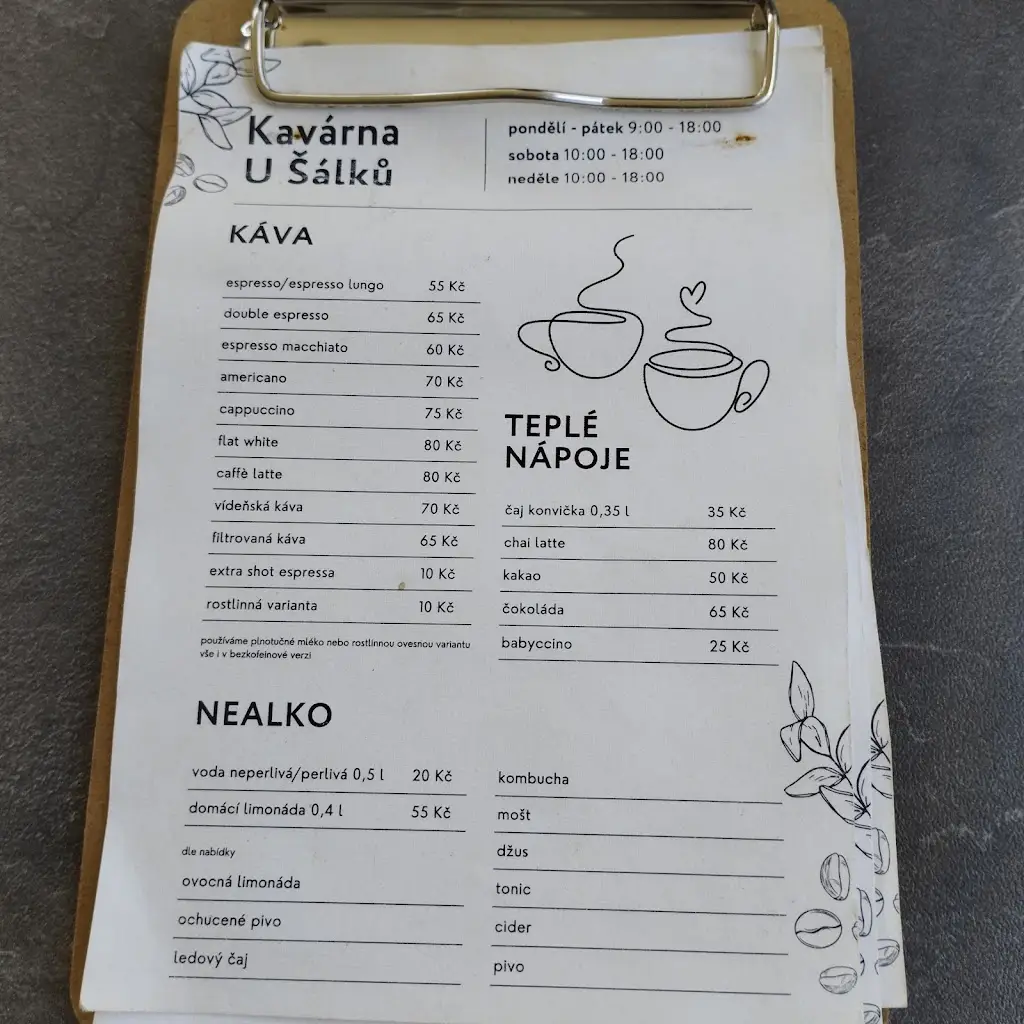 Kavárna
U Šálků
pondělí - pátek 9:00 - 18:00
sobota 10:00 - 18:00
neděle 10:00 - 18:00
KÁVA
espresso/espresso lungo 55 Kč
double espresso 65 Kč
espresso macchiato 60 Kč
americano 70 Kč
cappuccino 75 Kč
flat white 80 Kč
caffè latte 80 Kč
vídeňská káva 70 Kč
filtrovaná káva 65 Kč
extra shot espressa 10 Kč
rostlinná varianta 10 Kč
používáme plnotučné mléko nebo rostlinnou ovesnou variantu
vše i v bezkofeinové verzi
TEPLÉ
NÁPOJE
čaj konvička 0,35 l 35 Kč
chai latte 80 Kč
kakao 50 Kč
čokoláda 65 Kč
babyccino 25 Kč
NEALKO
voda neperlivá/perlivá 0,5 l 20 Kč
domácí limonáda 0,4 l 55 Kč
dle nabídky
ovocná limonáda
ochucené pivo
ledový čaj
kombucha
mošt
džus
tonic
cider
pivo